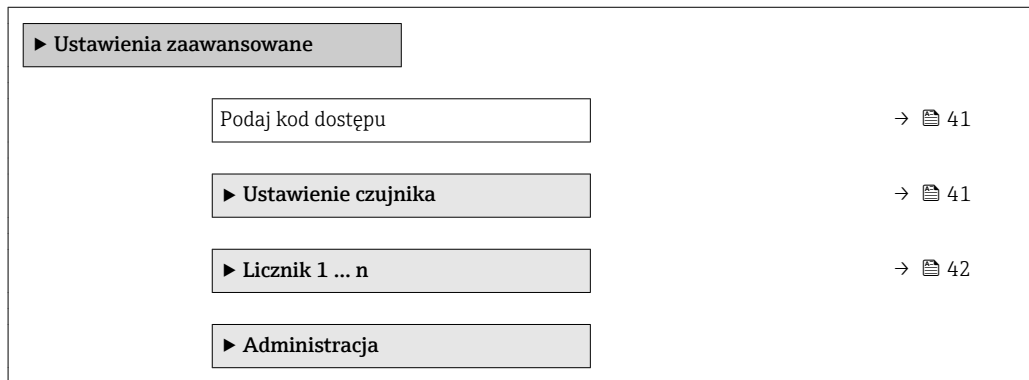 ▶ Ustawienia zaawansowane
Podaj kod dostępu → 🖺 41
▶ Ustawienie czujnika → 🖺 41
▶ Licznik 1 ... n → 🖺 42
▶ Administracja